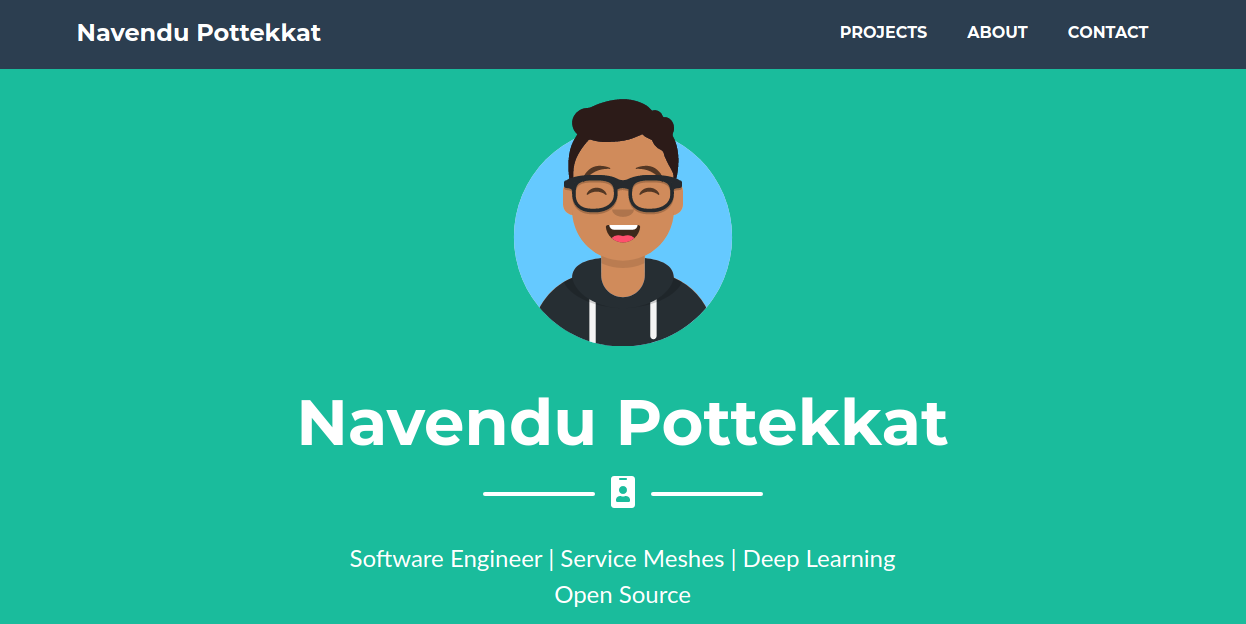 Navendu Pottekkat
PROJECTS ABOUT CONTACT
Navendu Pottekkat
Software Engineer | Service Meshes | Deep Learning
Open Source